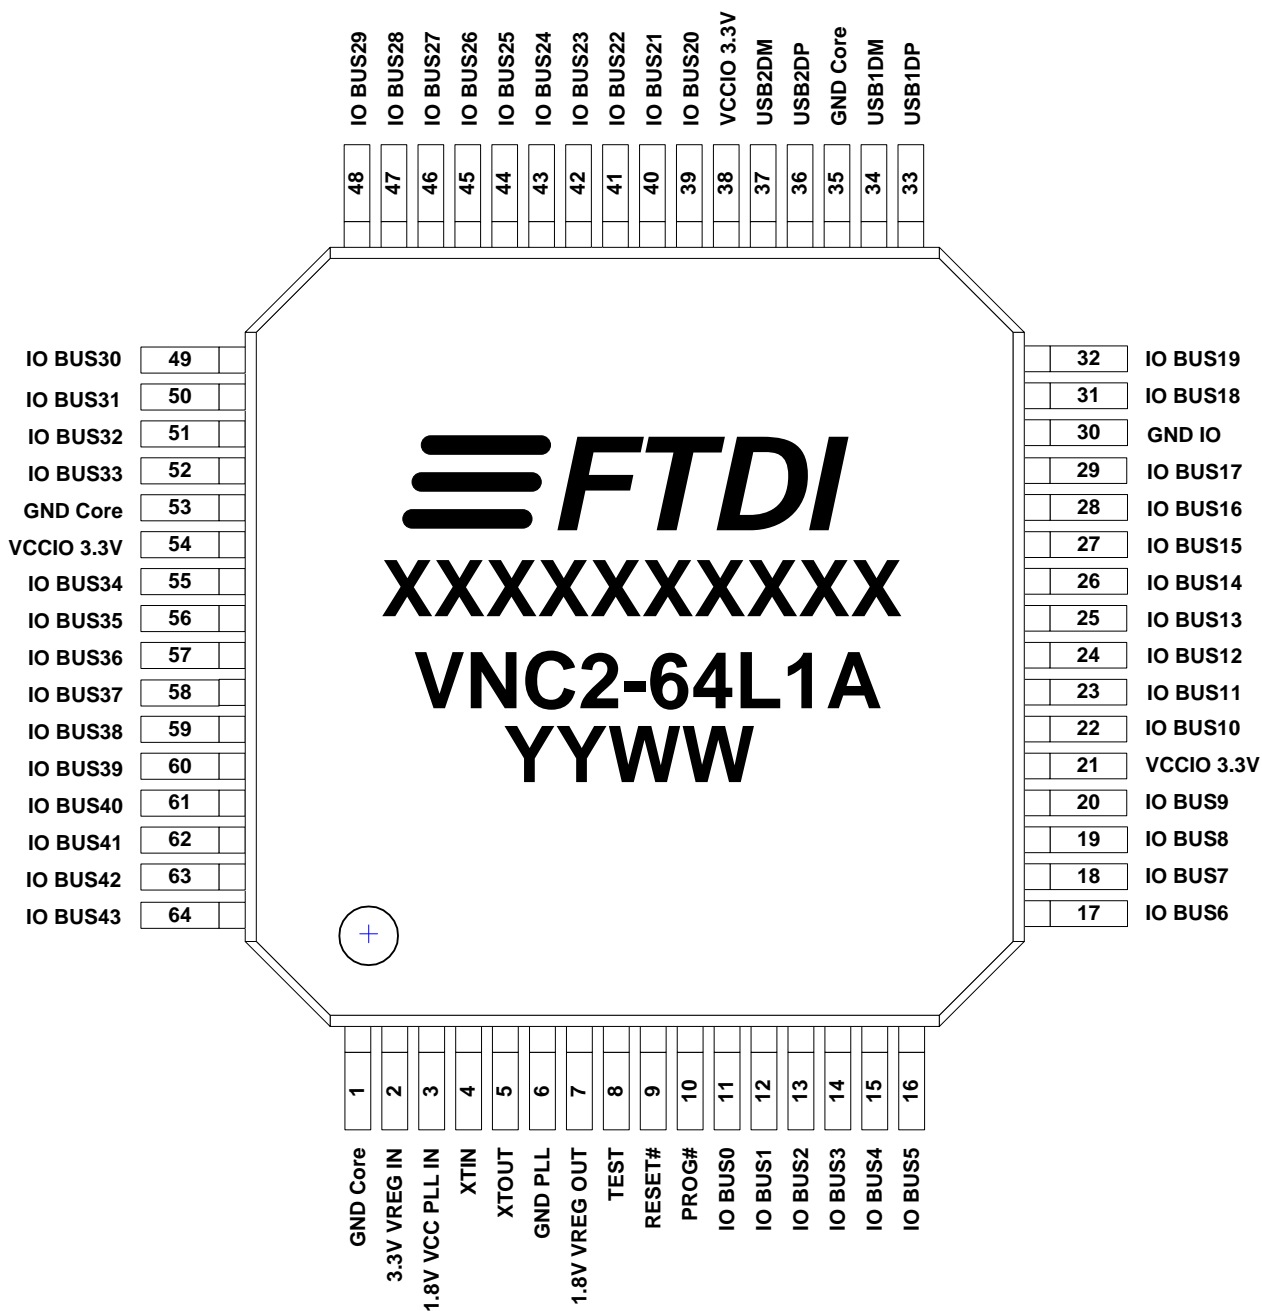 IO BUS29
IO BUS28
IO BUS27
IO BUS26
IO BUS25
IO BUS24
IO BUS23
IO BUS22
IO BUS21
IO BUS20
VCCIO 3.3V
USB2DM
USB2DP
GND Core
USB1DM
USB1DP
48
47
46
45
44
43
42
41
40
39
38
37
36
35
34
33
IO BUS30 49
IO BUS31 50
IO BUS32 51
IO BUS33 52
GND Core 53
VCCIO 3.3V 54
IO BUS34 55
IO BUS35 56
IO BUS36 57
IO BUS37 58
IO BUS38 59
IO BUS39 60
IO BUS40 61
IO BUS41 62
IO BUS42 63
IO BUS43 64
FTDI
XXXXXXXXXX
VNC2-64L1A
YYWW
32 IO BUS19
31 IO BUS18
30 GND IO
29 IO BUS17
28 IO BUS16
27 IO BUS15
26 IO BUS14
25 IO BUS13
24 IO BUS12
23 IO BUS11
22 IO BUS10
21 VCCIO 3.3V
20 IO BUS9
19 IO BUS8
18 IO BUS7
17 IO BUS6
1
2
3
4
5
6
7
8
9
10
11
12
13
14
15
16
GND Core
3.3V VREG IN
1.8V VCC PLL IN
XTIN
XTOUT
GND PLL
1.8V VREG OUT
TEST
RESET#
PROG#
IO BUS0
IO BUS1
IO BUS2
IO BUS3
IO BUS4
IO BUS5